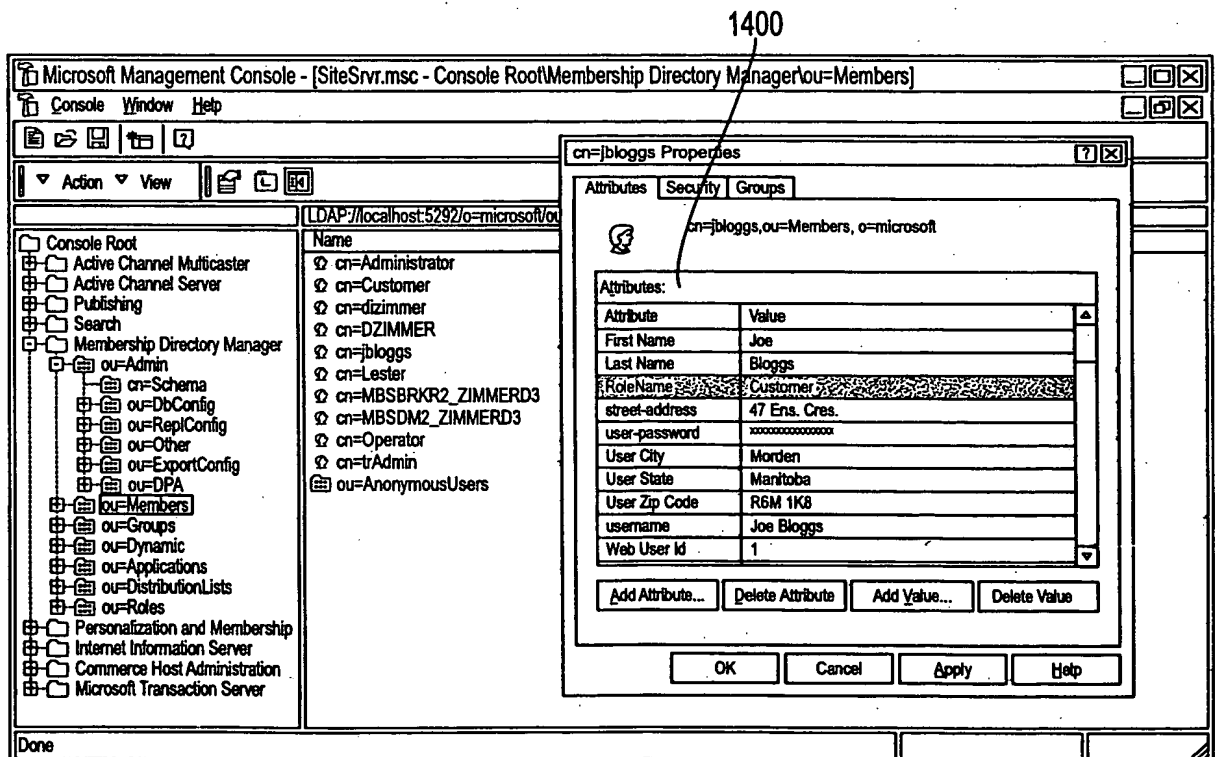 1400
Microsoft Management Console - [SiteSrvr.msc - Console Root\Membership Directory Manager\ou=Members]
Console Window Help
Action View
LDAP://localhost:5292/o=microsoft/ou
Console Root
Active Channel Multicaster
Active Channel Server
Publishing
Search
Membership Directory Manager
ou=Admin
cn=Schema
ou=DbConfig
ou=ReplConfig
ou=Other
ou=ExportConfig
ou=DPA
ou=Members
ou=Groups
ou=Dynamic
ou=Applications
ou=DistributionLists
ou=Roles
Personalization and Membership
Internet Information Server
Commerce Host Administration
Microsoft Transaction Server
Name
cn=Administrator
cn=Customer
cn=dizimmer
cn=DZIMMER
cn=jbloggs
cn=Lester
cn=MBSBRKR2_ZIMMERD3
cn=MBSDM2_ZIMMERD3
cn=Operator
cn=trAdmin
ou=AnonymousUsers
cn=jbloggs Properties
Attributes Security Groups
cn=jbloggs,ou=Members, o=microsoft
Attributes:
Attribute Value
First Name Joe
Last Name Bloggs
RoleName Customer
street-address 47 Ens. Cres.
user-password xxxxxxxxxxxxxxxx
User City Morden
User State Manitoba
User Zip Code R6M 1K8
username Joe Bloggs
Web User Id 1
Add Attribute... Delete Attribute Add Value... Delete Value
OK Cancel Apply Help
Done